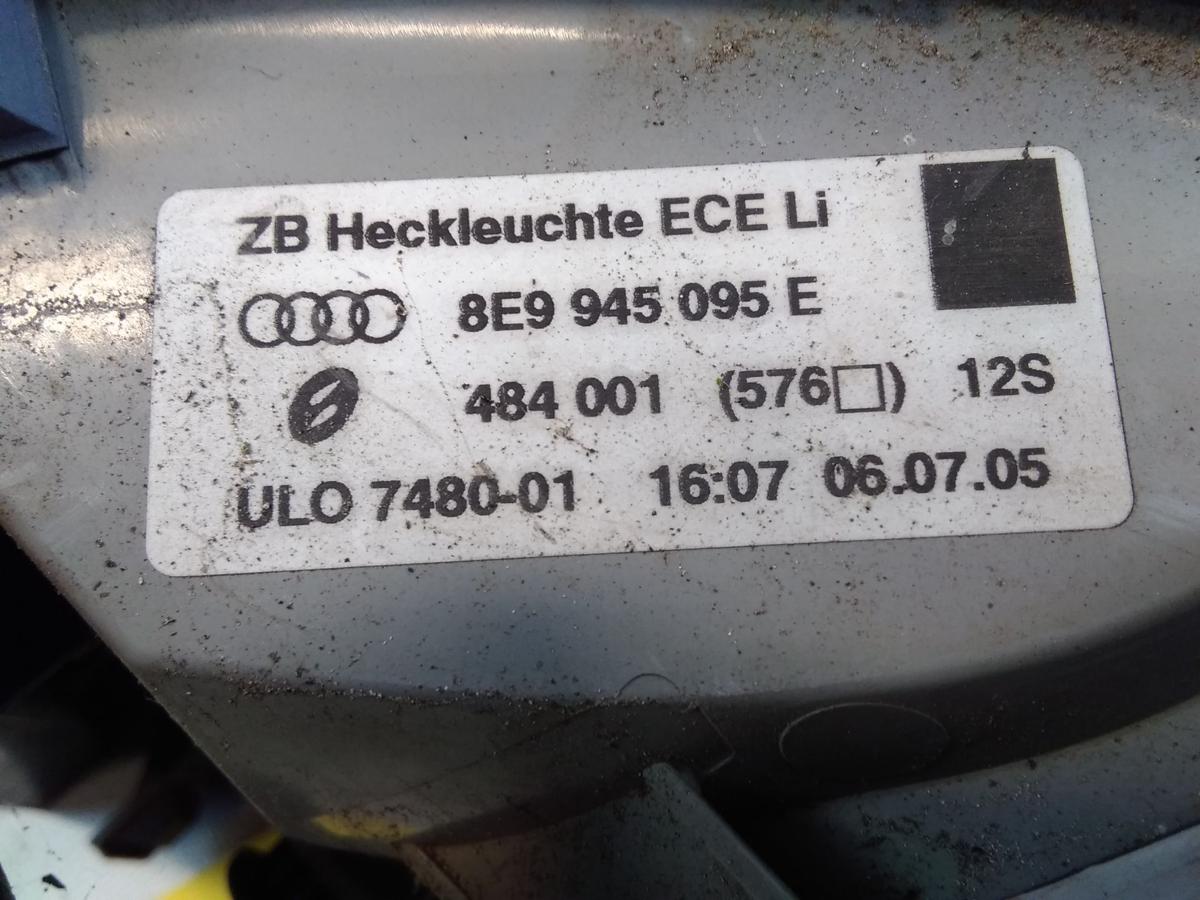 ZB Heckleuchte ECE Li
8E9 945 095 E
484 001 (576□) 12S
ULO 7480-01 16:07 06.07.05